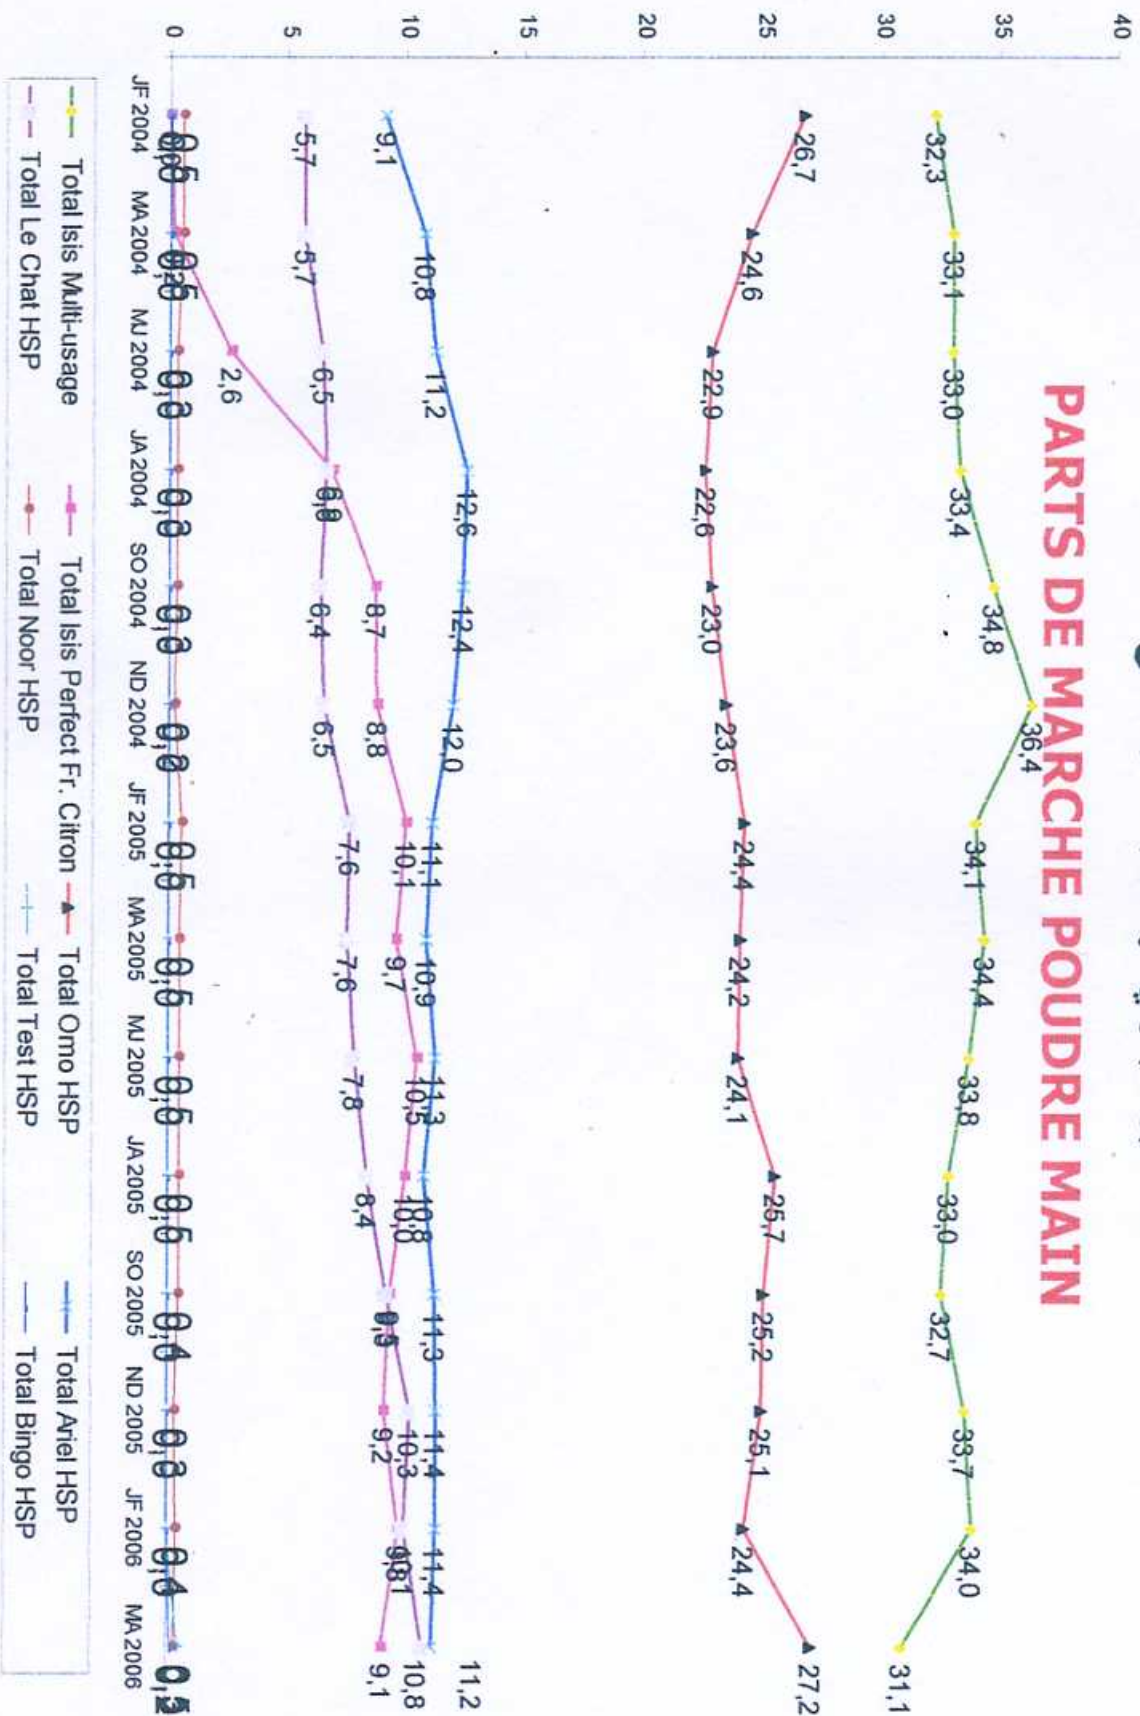 PARTS DE MARCHE POUDRE MAIN
40
35
30
25
20
15
10
5
0
32,3 33,1 33,0 33,4 34,8 36,4 34,1 34,4 33,8 33,0 32,7 33,7 34,0 31,1
26,7 24,6 22,9 22,6 23,0 23,6 24,4 24,2 24,1 25,7 25,2 25,1 24,4 27,2
9,1 10,8 11,2 12,6 12,4 12,0 11,1 10,9 11,3 10,8 11,3 11,4 11,4 11,2
2,6 8,7 8,8 10,1 9,7 10,5 10,0 9,2 9,8 9,1
5,7 5,7 6,5 6,4 6,5 7,6 7,6 7,8 8,4 10,3 10,8
JF 2004 MA 2004 MJ 2004 JA 2004 SO 2004 ND 2004 JF 2005 MA 2005 MJ 2005 JA 2005 SO 2005 ND 2005 JF 2006 MA 2006
Total Isis Multi-usage Total Isis Perfect Fr. Citron Total Omo HSP Total Ariel HSP
Total Le Chat HSP Total Noor HSP Total Test HSP Total Bingo HSP